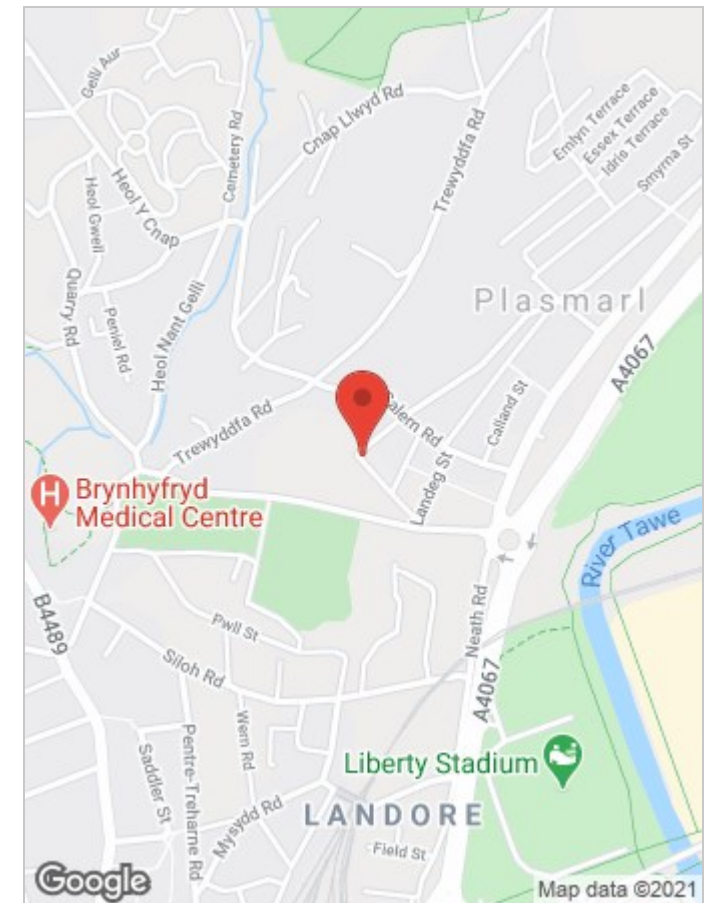 Gelli Aur
Cemetery Rd
Cnap Llwyd Rd
Trewyddfa Rd
Emlyn Terrace
Essex Terrace
Idris Terrace
Smyrna St
Heol Gwell
Heol Y Cnap
Quarry Rd
Peniel Rd
Heol Nant Gelli
Plasmarl
A4067
Trewyddfa Rd
Salem Rd
Calland St
Landeg St
H
Brynhyfryd
Medical Centre
River Tawe
B4489
Pwll St
Neath Rd
Siloh Rd
A4067
Wern Rd
Pentre-Treharne Rd
Saddler St
Liberty Stadium
Mysydd Rd
LANDORE
Field St
Google
Map data ©2021